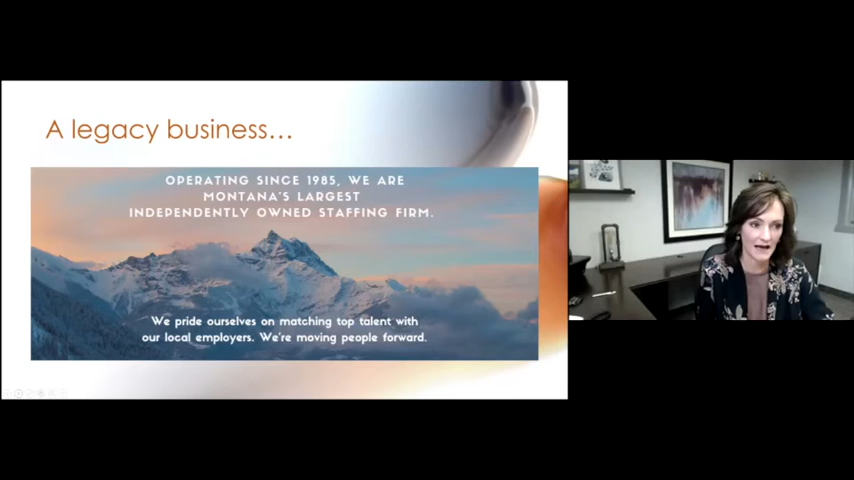 A legacy business...
OPERATING SINCE 1985, WE ARE
MONTANA'S LARGEST
INDEPENDENTLY OWNED STAFFING FIRM.
We pride ourselves on matching top talent with
our local employers. We're moving people forward.